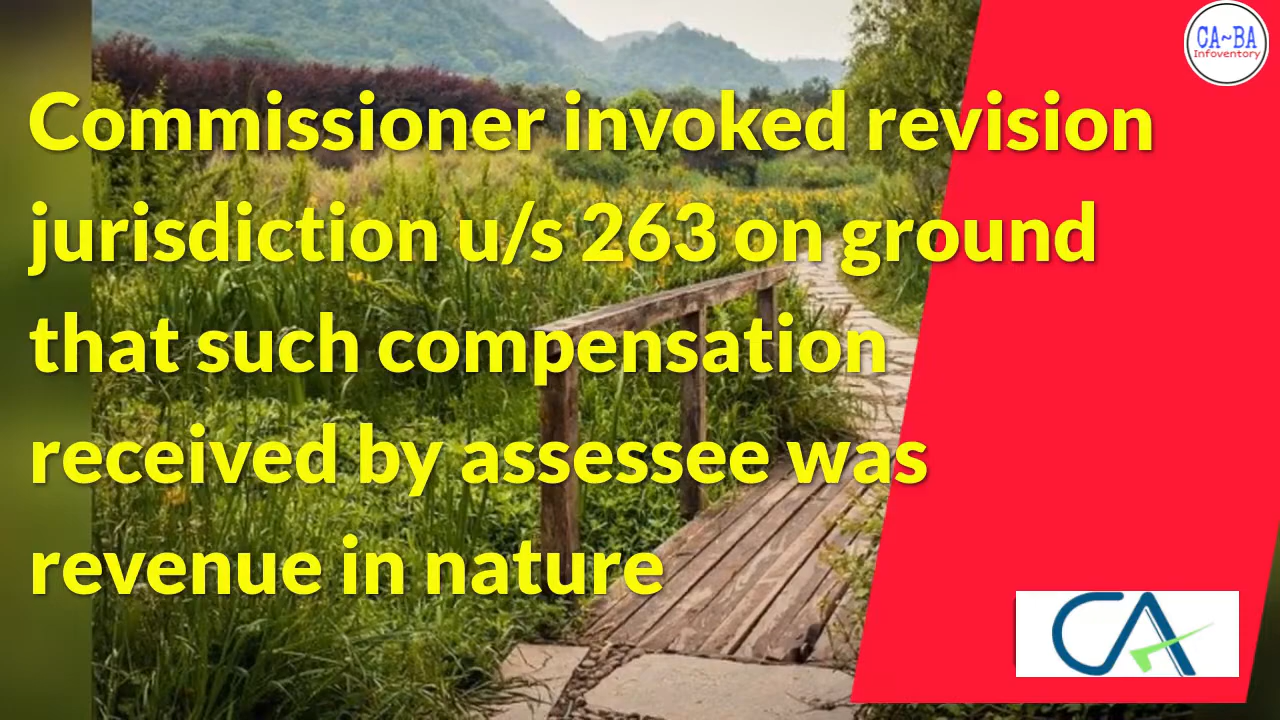 CA~BA
Infoventory
Commissioner invoked revision
jurisdiction u/s 263 on ground
that such compensation
received by assessee was
revenue in nature
CA